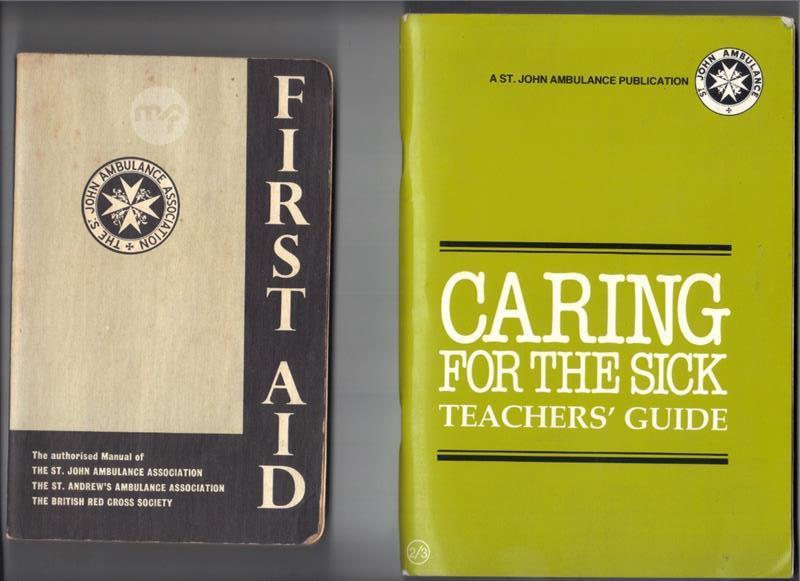 FIRST AID
THE ST. JOHN AMBULANCE ASSOCIATION
The authorised Manual of
THE ST. JOHN AMBULANCE ASSOCIATION
THE ST. ANDREW'S AMBULANCE ASSOCIATION
THE BRITISH RED CROSS SOCIETY
A ST. JOHN AMBULANCE PUBLICATION
ST JOHN AMBULANCE
CARING
FOR THE SICK
TEACHERS' GUIDE
2/3